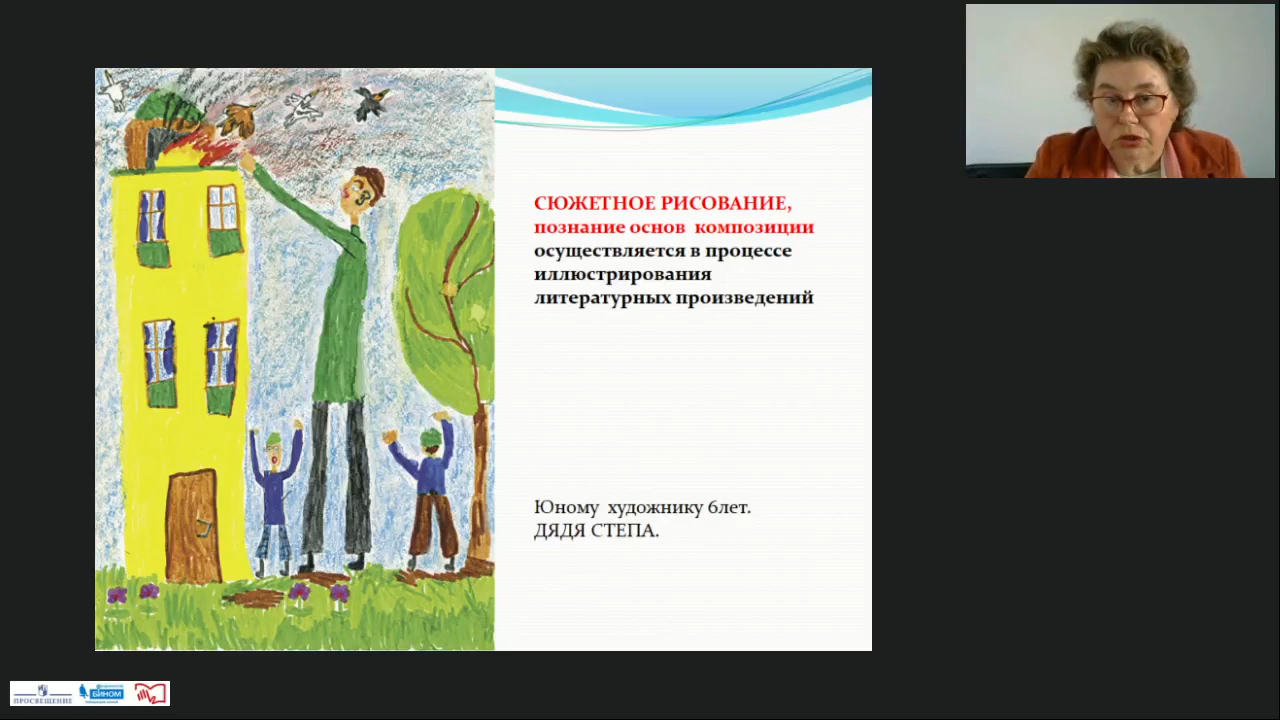 СЮЖЕТНОЕ РИСОВАНИЕ,
познание основ композиции
осуществляется в процессе
иллюстрирования
литературных произведений
Юному художнику 6лет.
ДЯДЯ СТЕПА.
ПРОСВЕЩЕНИЕ
БИНОМ